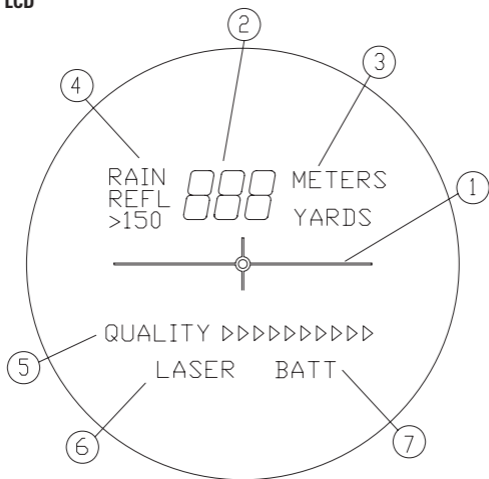 LCD
2
4
3
RAIN 888 METERS
REFL
>150 YARDS
1
QUALITY ▷▷▷▷▷▷▷▷▷▷
5
LASER BATT
6
7